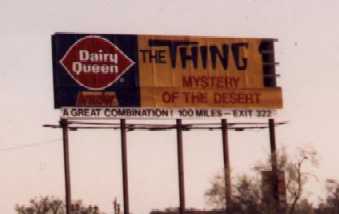 Dairy
Queen
THE THING
MYSTERY
OF THE DESERT
A GREAT COMBINATION! 100 MILES – EXIT 322